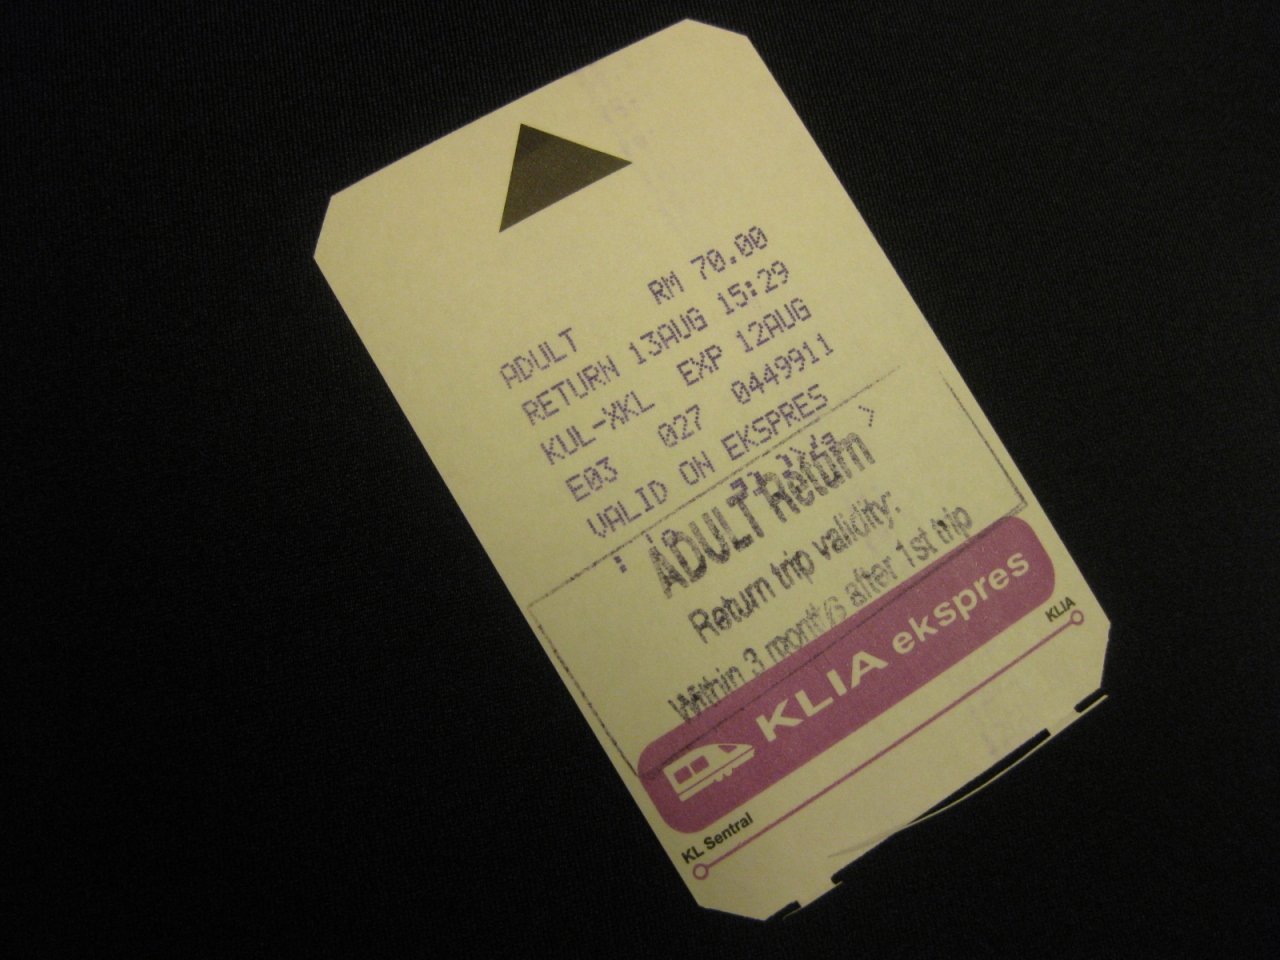 ADULT RM 70.00
RETURN 13AUG 15:29
KUL-XKL EXP 12AUG
E03 027 0449911
VALID ON EKSPRES
ADULT Return
Return trip validity:
Within 3 months after 1st trip
KLIA ekspres
KL Sentral KLIA